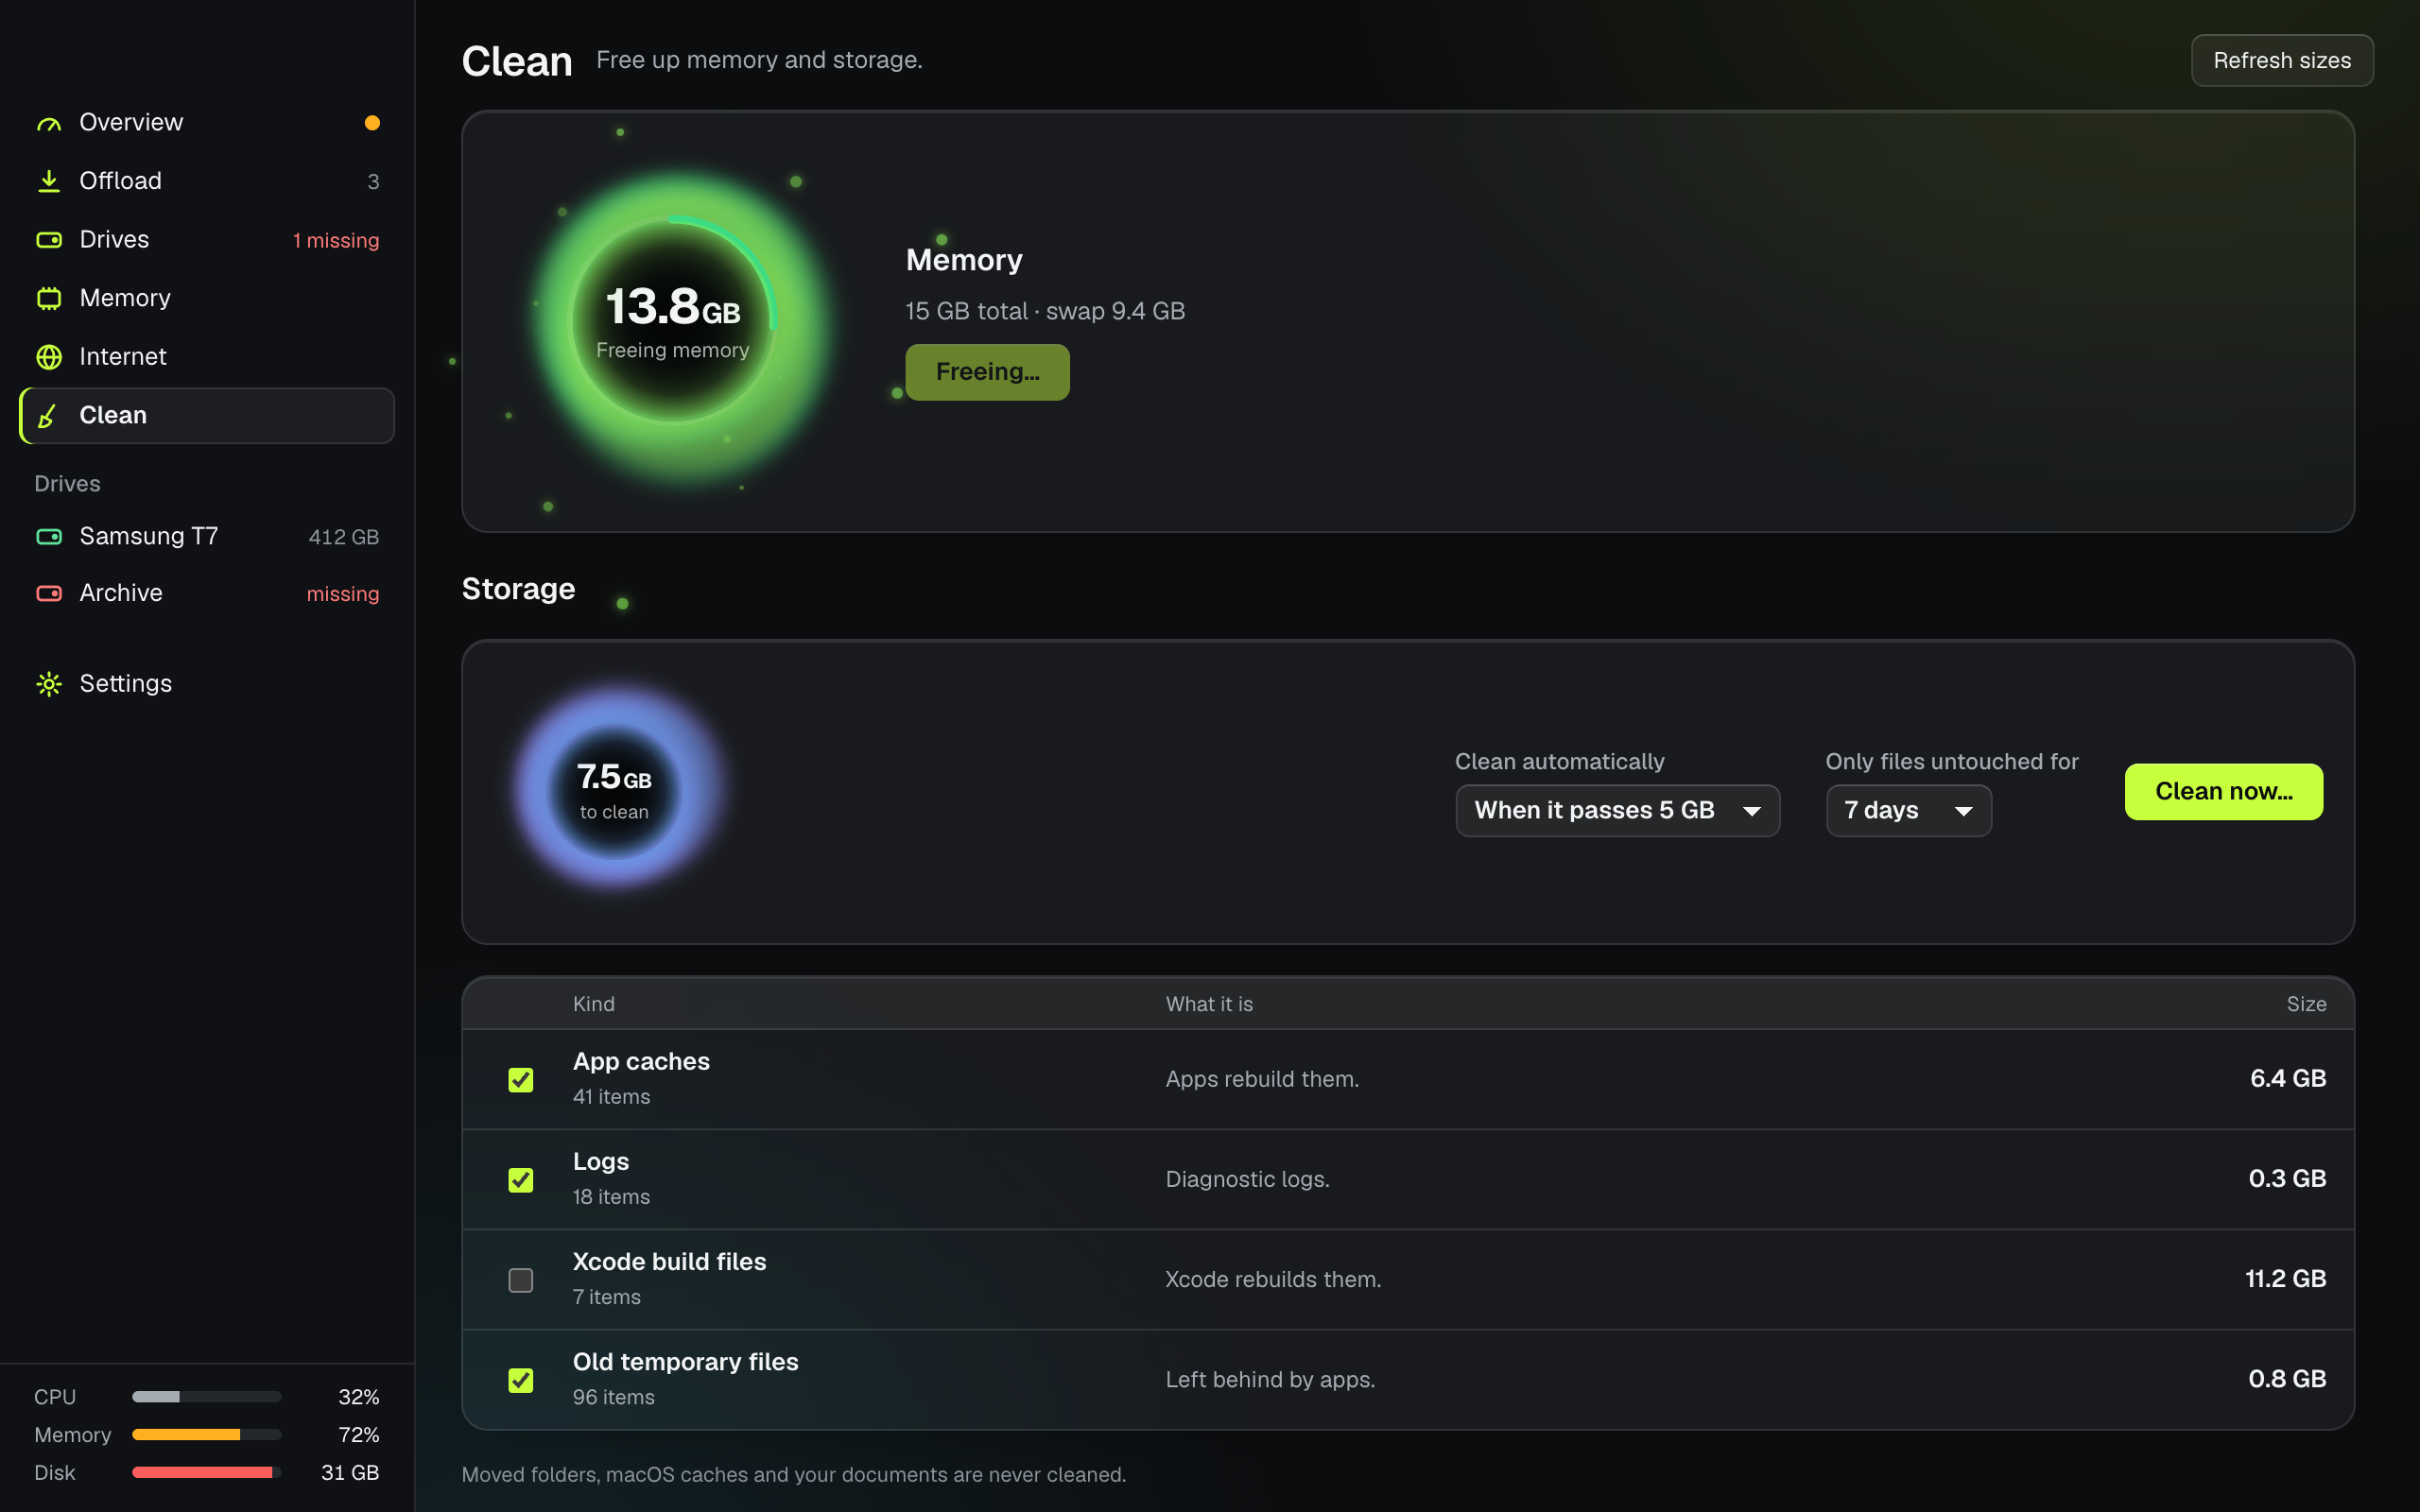 Overview
Offload 3
Drives 1 missing
Memory
Internet
Clean
Drives
Samsung T7 412 GB
Archive missing
Settings
CPU 32%
Memory 72%
Disk 31 GB
Clean Free up memory and storage. Refresh sizes
13.8 GB
Freeing memory
Memory
15 GB total · swap 9.4 GB
Freeing...
Storage
7.5 GB
to clean
Clean automatically
When it passes 5 GB
Only files untouched for
7 days
Clean now...
Kind What it is Size
App caches
41 items
Apps rebuild them.
6.4 GB
Logs
18 items
Diagnostic logs.
0.3 GB
Xcode build files
7 items
Xcode rebuilds them.
11.2 GB
Old temporary files
96 items
Left behind by apps.
0.8 GB
Moved folders, macOS caches and your documents are never cleaned.